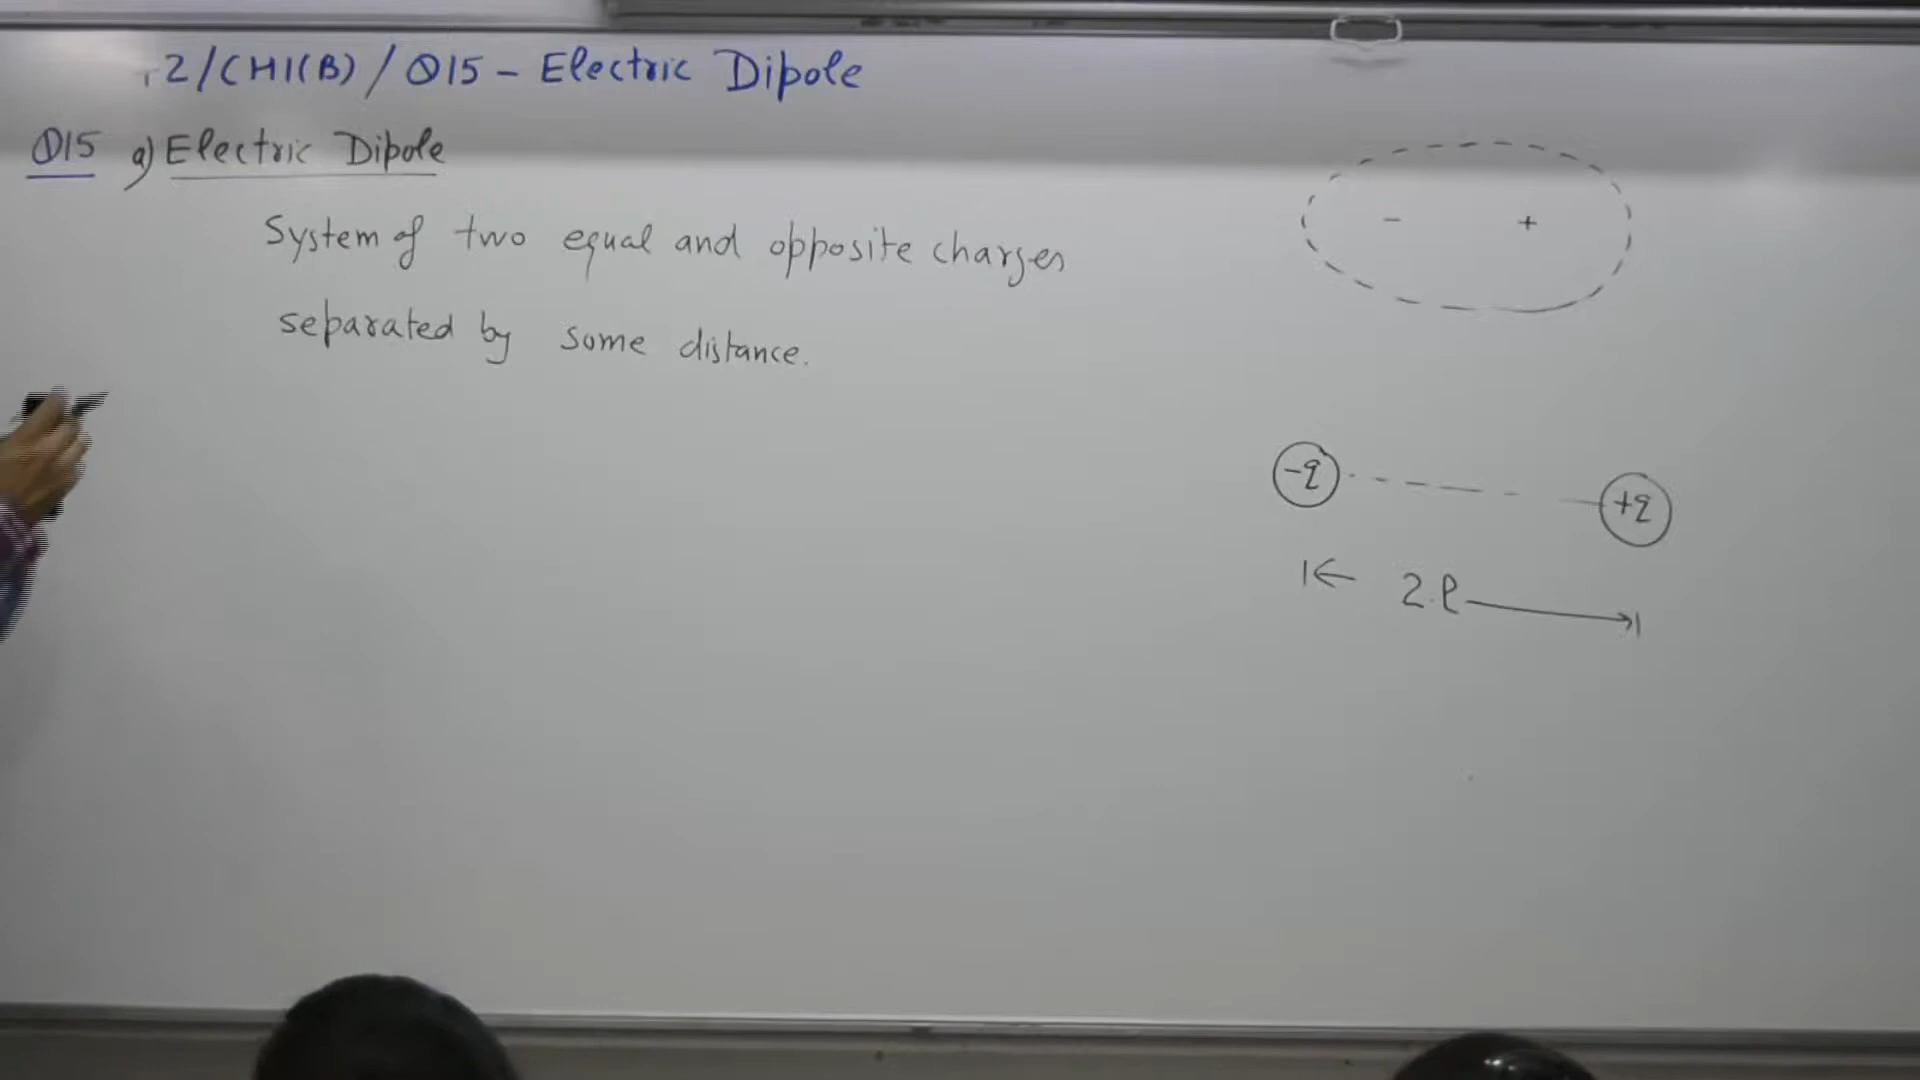 12/CH1(B)/Q15 - Electric Dipole
Q15 a) Electric Dipole
- +
System of two equal and opposite charges
separated by some distance.
-q +q
2l